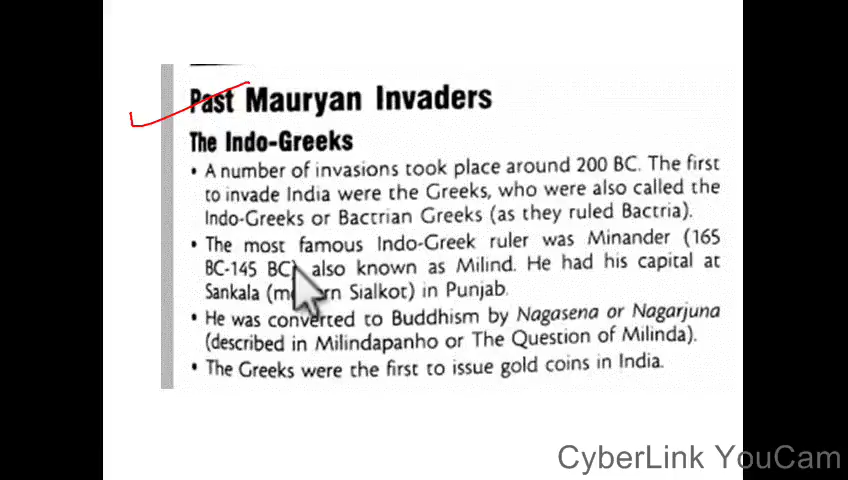 Past Mauryan Invaders
The Indo-Greeks
• A number of invasions took place around 200 BC. The first
to invade India were the Greeks, who were also called the
Indo-Greeks or Bactrian Greeks (as they ruled Bactria).
• The most famous Indo-Greek ruler was Minander (165
BC-145 BC) also known as Milind. He had his capital at
Sankala (modern Sialkot) in Punjab.
• He was converted to Buddhism by Nagasena or Nagarjuna
(described in Milindapanho or The Question of Milinda).
• The Greeks were the first to issue gold coins in India.
CyberLink YouCam